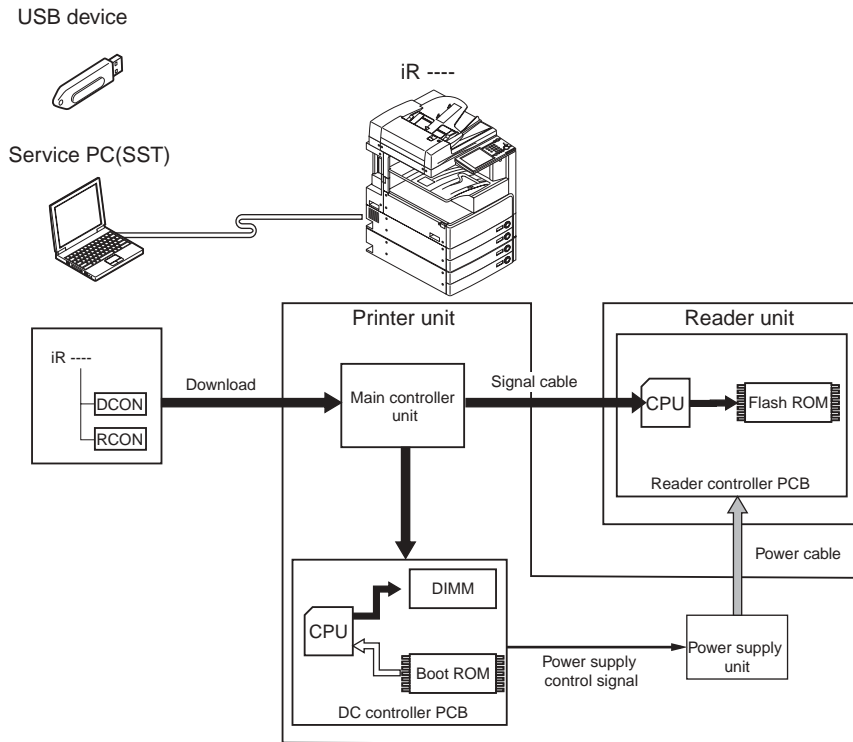 USB device
iR ----
Service PC(SST)
Printer unit
Reader unit
iR ----
DCON
RCON
Download
Main controller
unit
Signal cable
CPU
Flash ROM
Reader controller PCB
Power cable
DIMM
CPU
Boot ROM
DC controller PCB
Power supply
control signal
Power supply
unit